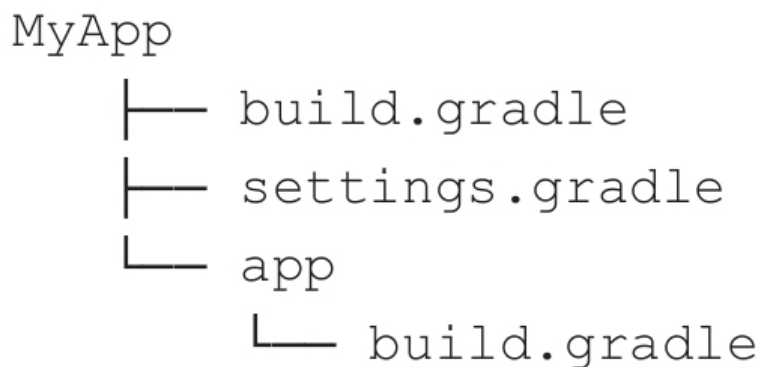 MyApp
├── build.gradle
├── settings.gradle
└── app
└── build.gradle